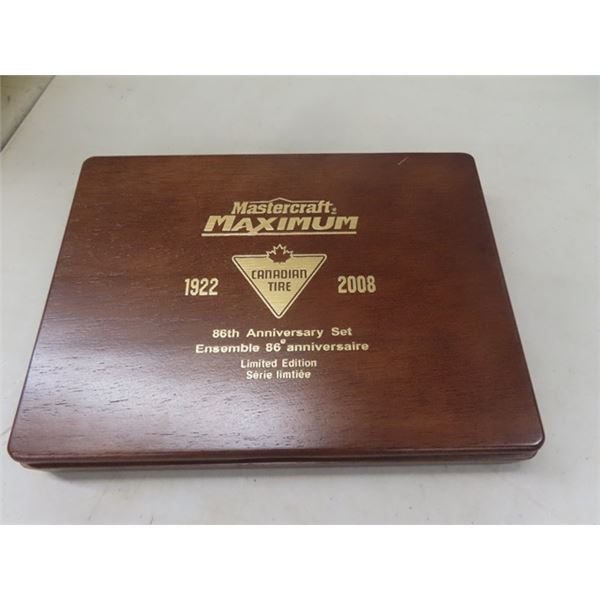 Mastercraft®
MAXIMUM
CANADIAN
TIRE
1922 2008
86th Anniversary Set
Ensemble 86e anniversaire
Limited Edition
Série limtiée